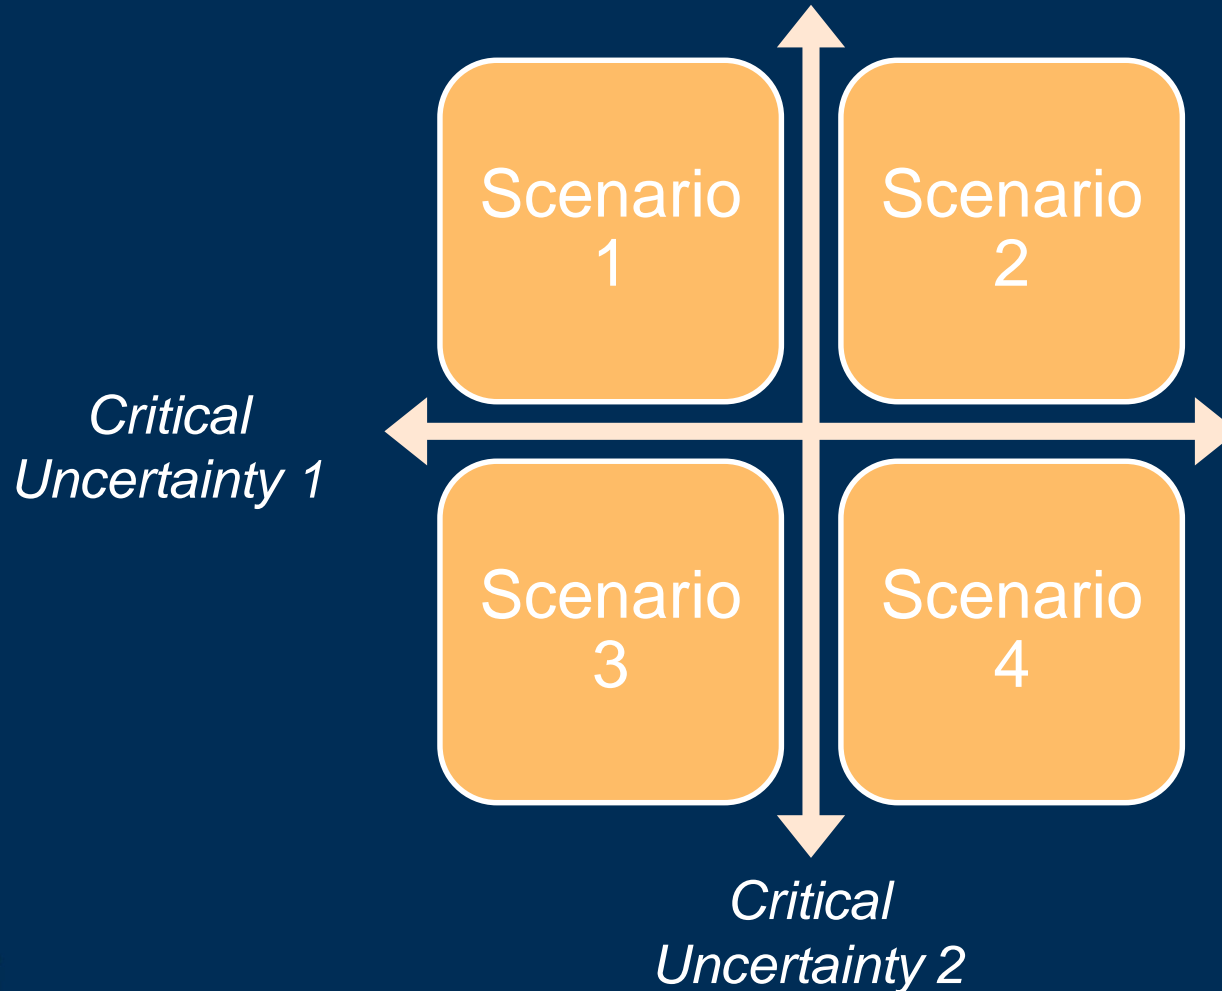 Scenario
1
Scenario
2
Critical
Uncertainty 1
Scenario
3
Scenario
4
Critical
Uncertainty 2